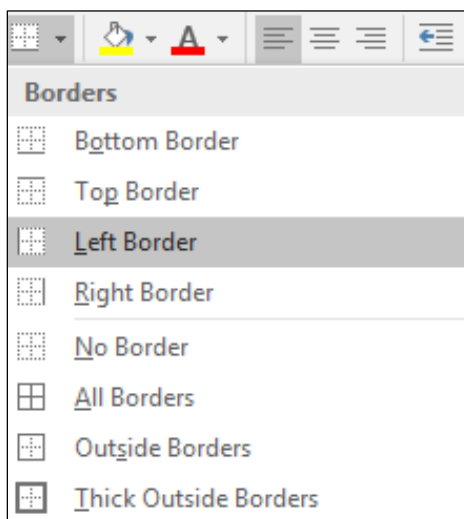 A
Borders
Bottom Border
Top Border
Left Border
Right Border
No Border
All Borders
Outside Borders
Thick Outside Borders